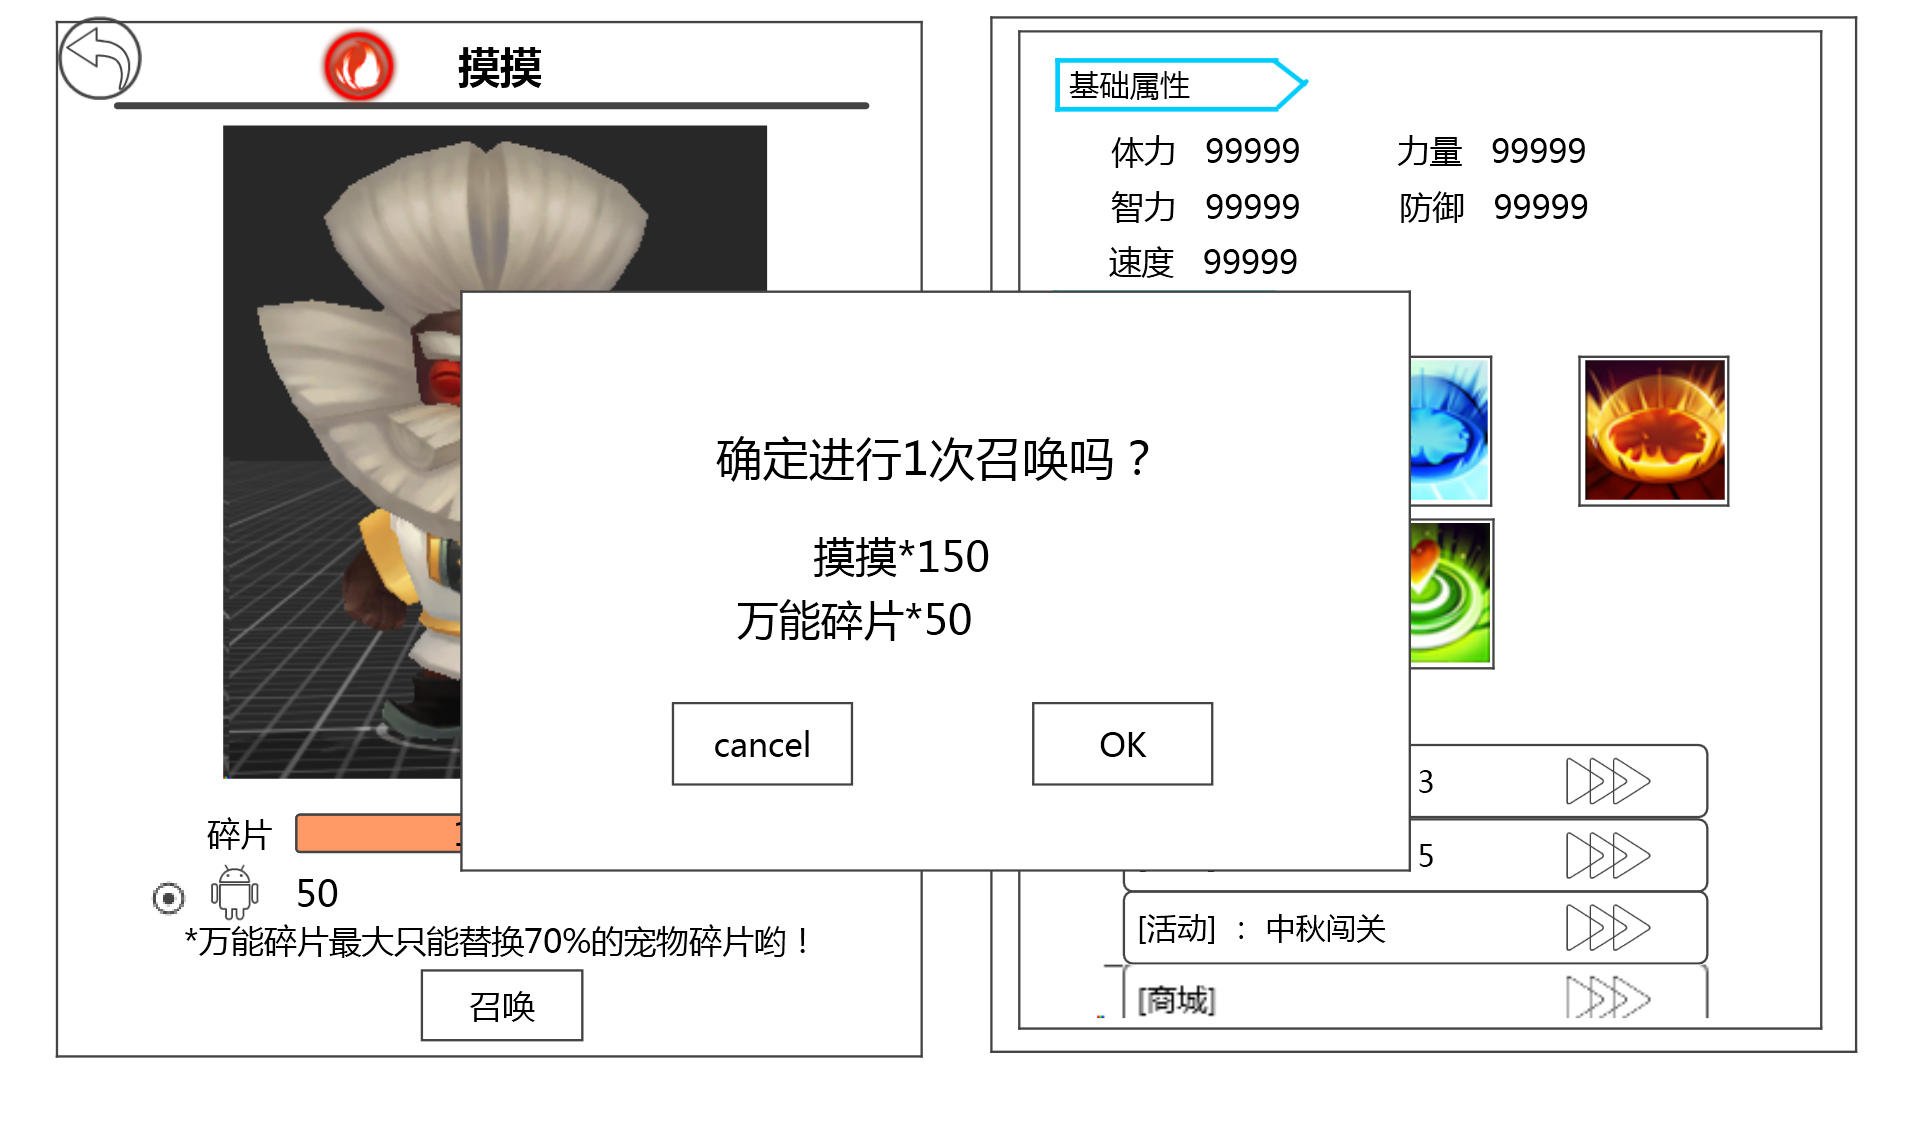 摸摸
基础属性
体力 99999 力量 99999
智力 99999 防御 99999
速度 99999
确定进行1次召唤吗？
摸摸*150
万能碎片*50
cancel OK
3
5
碎片
50
*万能碎片最大只能替换70%的宠物碎片哟！
召唤
[活动] ： 中秋闯关
[商城]